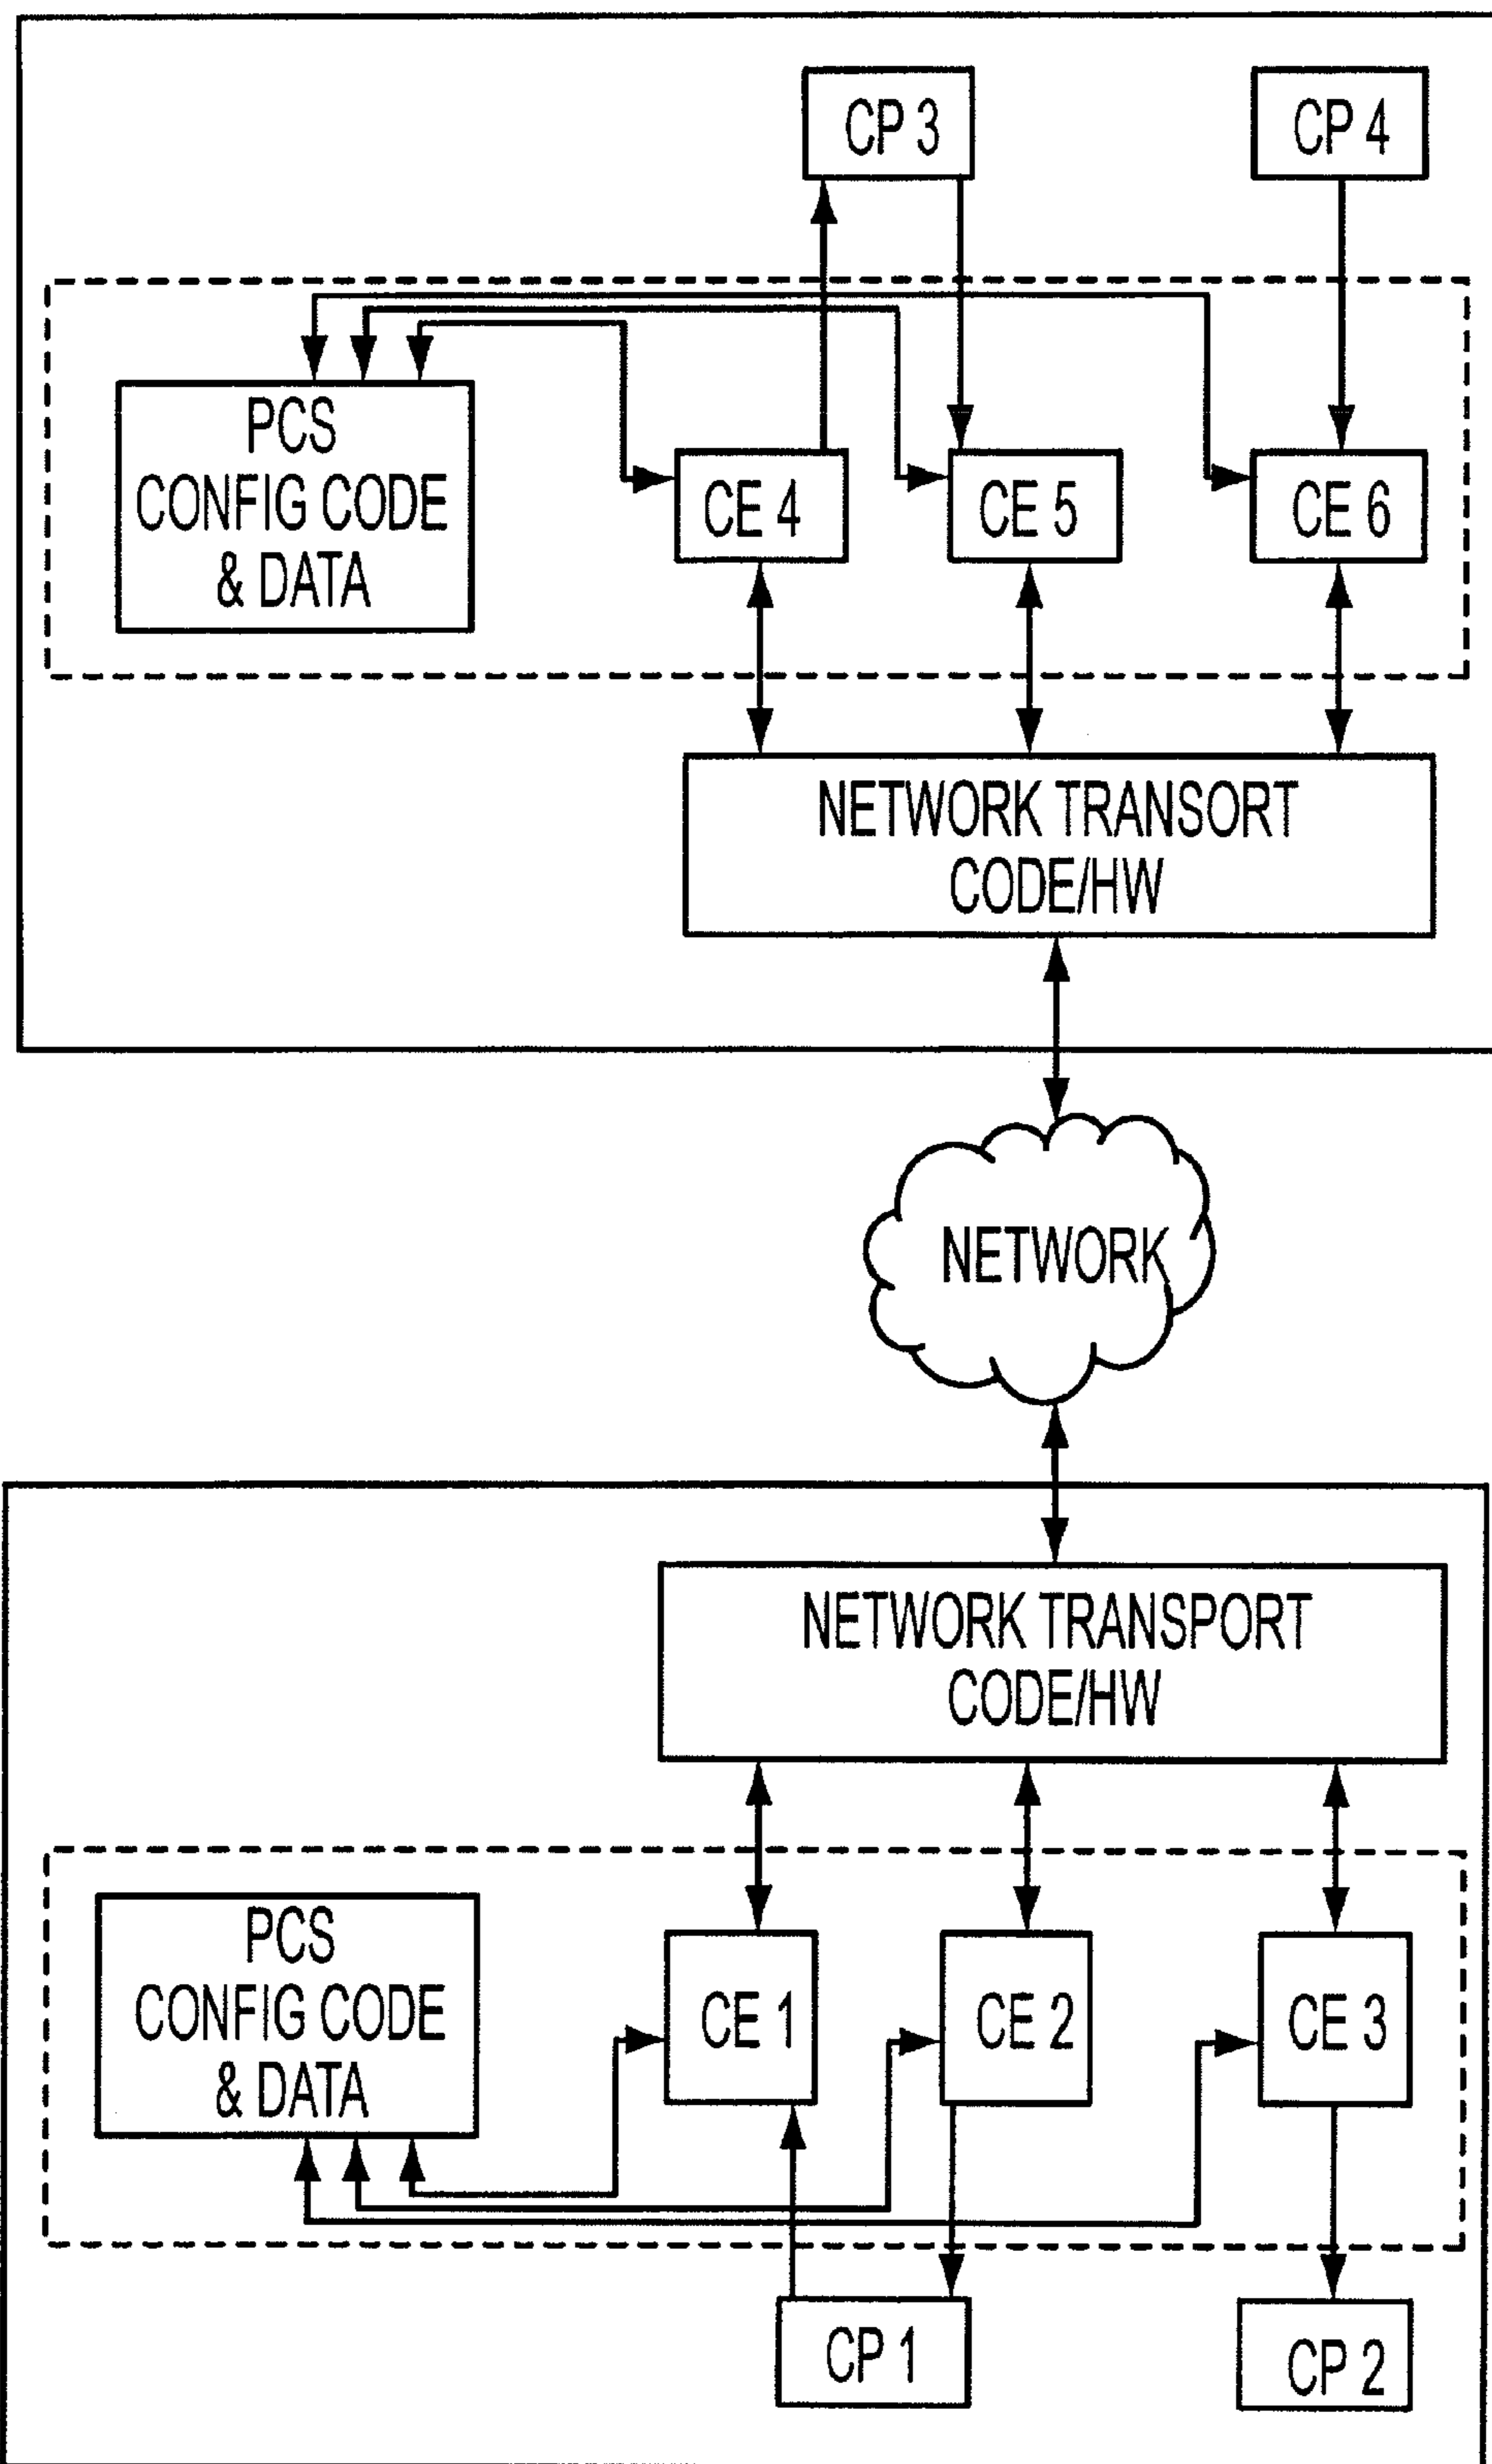 CP 3
CP 4
PCS
CONFIG CODE
& DATA
CE 4
CE 5
CE 6
NETWORK TRANSORT
CODE/HW
NETWORK
NETWORK TRANSPORT
CODE/HW
PCS
CONFIG CODE
& DATA
CE 1
CE 2
CE 3
CP 1
CP 2